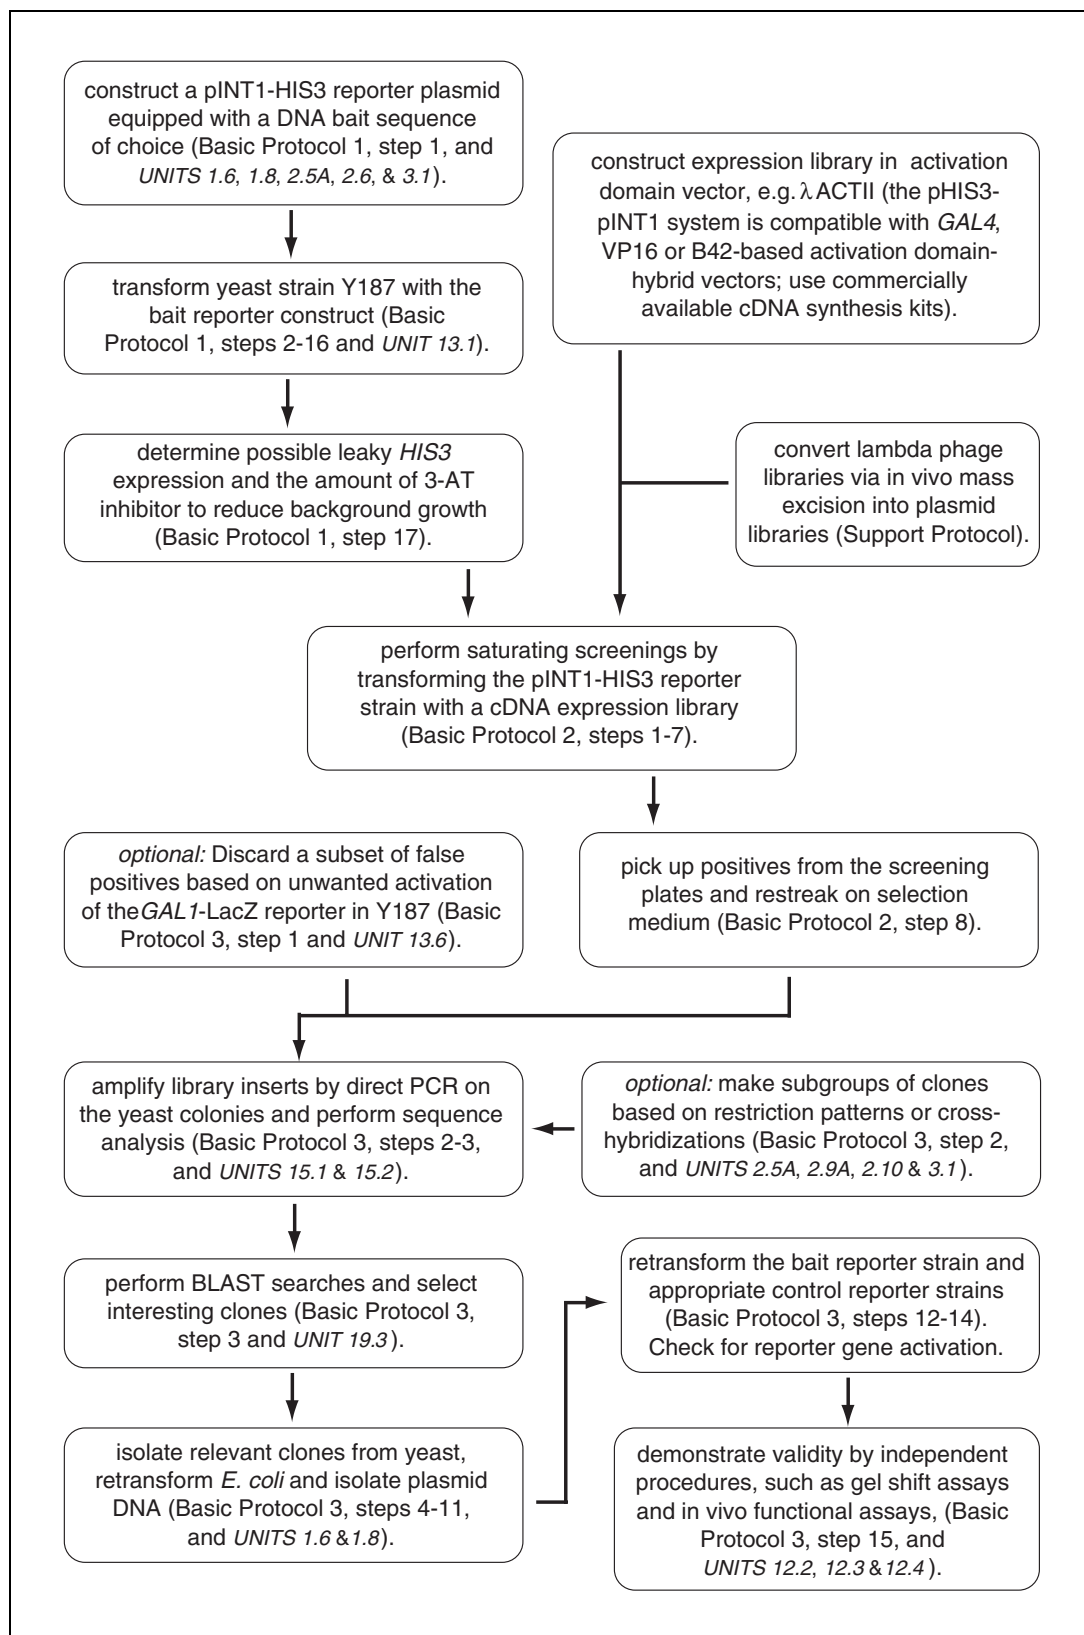 construct a pINT1-HIS3 reporter plasmid
equipped with a DNA bait sequence
of choice (Basic Protocol 1, step 1, and
UNITS 1.6, 1.8, 2.5A, 2.6, & 3.1).
transform yeast strain Y187 with the
bait reporter construct (Basic
Protocol 1, steps 2-16 and UNIT 13.1).
determine possible leaky HIS3
expression and the amount of 3-AT
inhibitor to reduce background growth
(Basic Protocol 1, step 17).
construct expression library in activation
domain vector, e.g. λ ACTII (the pHIS3-
pINT1 system is compatible with GAL4,
VP16 or B42-based activation domain-
hybrid vectors; use commercially
available cDNA synthesis kits).
convert lambda phage
libraries via in vivo mass
excision into plasmid
libraries (Support Protocol).
perform saturating screenings by
transforming the pINT1-HIS3 reporter
strain with a cDNA expression library
(Basic Protocol 2, steps 1-7).
optional: Discard a subset of false
positives based on unwanted activation
of theGAL1-LacZ reporter in Y187 (Basic
Protocol 3, step 1 and UNIT 13.6).
pick up positives from the screening
plates and restreak on selection
medium (Basic Protocol 2, step 8).
amplify library inserts by direct PCR on
the yeast colonies and perform sequence
analysis (Basic Protocol 3, steps 2-3,
and UNITS 15.1 & 15.2).
optional: make subgroups of clones
based on restriction patterns or cross-
hybridizations (Basic Protocol 3, step 2,
and UNITS 2.5A, 2.9A, 2.10 & 3.1).
perform BLAST searches and select
interesting clones (Basic Protocol 3,
step 3 and UNIT 19.3).
isolate relevant clones from yeast,
retransform E. coli and isolate plasmid
DNA (Basic Protocol 3, steps 4-11,
and UNITS 1.6 &1.8).
retransform the bait reporter strain and
appropriate control reporter strains
(Basic Protocol 3, steps 12-14).
Check for reporter gene activation.
demonstrate validity by independent
procedures, such as gel shift assays
and in vivo functional assays, (Basic
Protocol 3, step 15, and
UNITS 12.2, 12.3 &12.4).